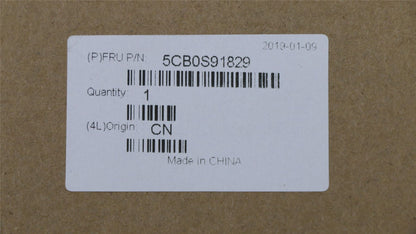 2019-01-09
(P)FRU P/N: 5CB0S91829
Quantity: 1
(4L)Origin: CN
Made in CHINA